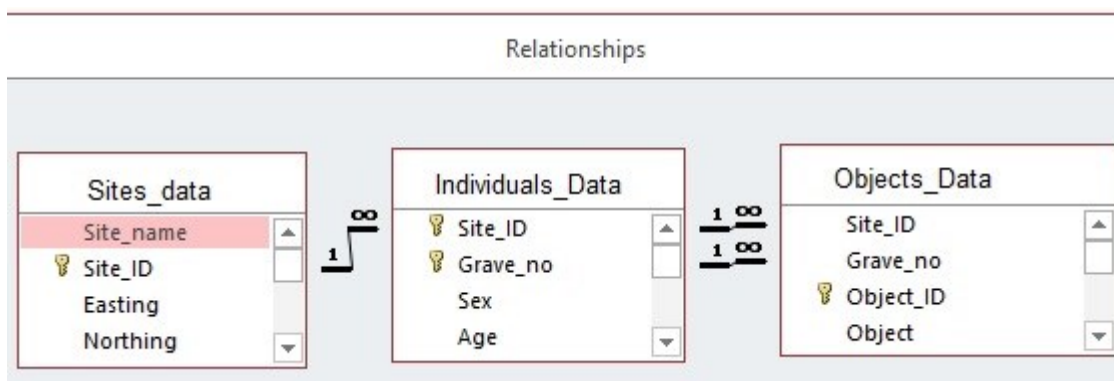 Relationships
Sites_data
Site_name
Site_ID
Easting
Northing
1 ∞
Individuals_Data
Site_ID
Grave_no
Sex
Age
1 ∞
1 ∞
Objects_Data
Site_ID
Grave_no
Object_ID
Object